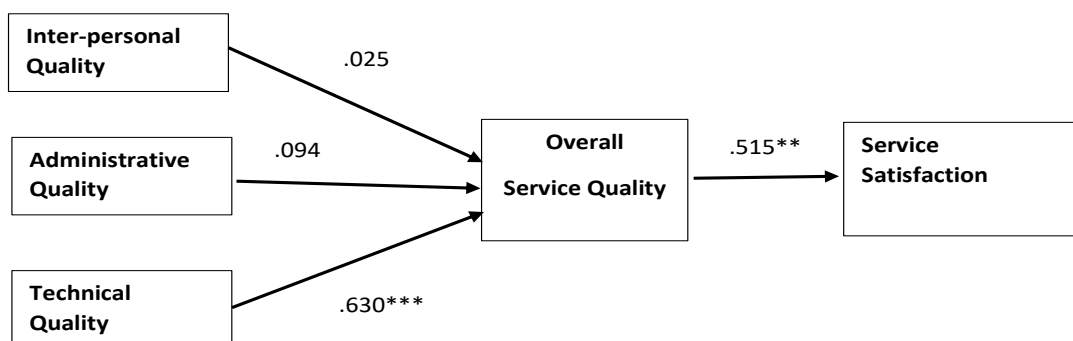 Inter-personal
Quality
.025
Administrative
Quality
.094
Technical
Quality
.630***
Overall
Service Quality
.515**
Service
Satisfaction